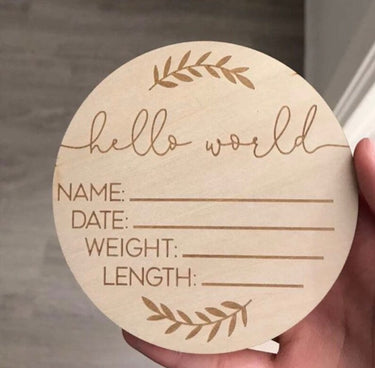 hello world
NAME:
DATE:
WEIGHT:
LENGTH: